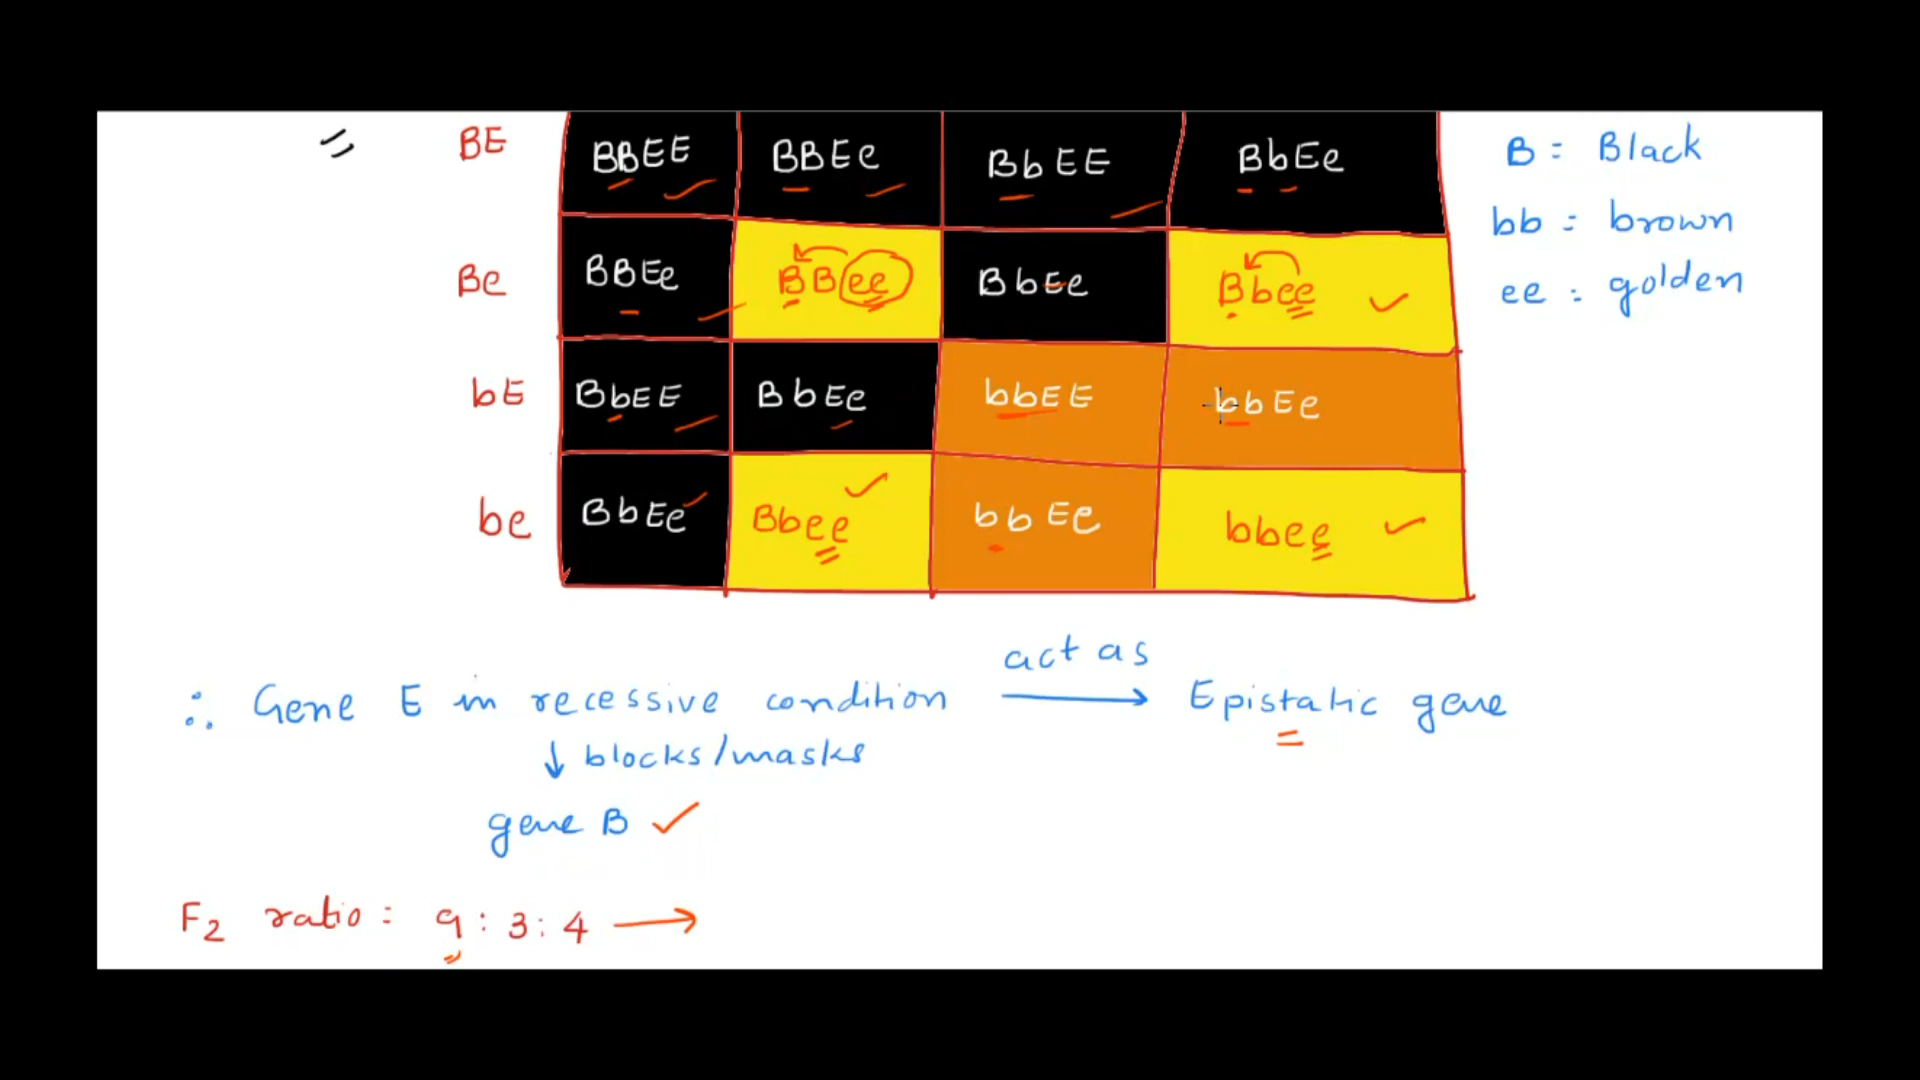 BE BBEE BBEe BbEE BbEe
B = Black
bb = brown
ee = golden
Be BBEe BBee BbEe Bbee
bE BbEE BbEe bbEE bbEe
be BbEe Bbee bbEe bbee
∴ Gene E in recessive condition act as → Epistatic gene
↓ blocks/masks
gene B ✓
F2 ratio = 9 : 3 : 4 →